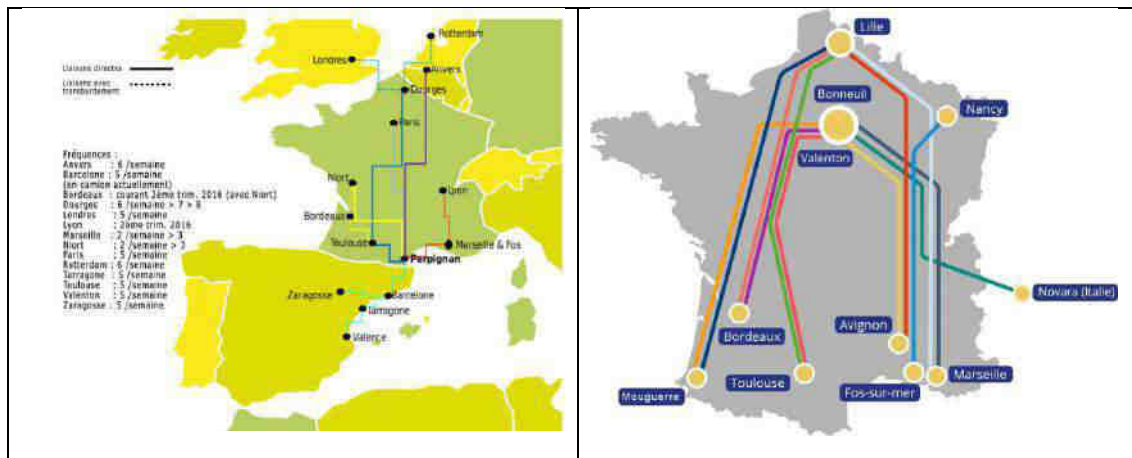 Rotterdam
Londres
Anvers
Liaisons directes
Liaisons avec
transbordement
Dourges
Paris
Fréquences :
Anvers : 6 /semaine
Barcelone : 5 /semaine
(en camion actuellement)
Bordeaux : courant 2ème trim. 2016 (avec Niort)
Dourges : 6 /semaine > 7 > 8
Londres : 5 /semaine
Lyon : 2ème trim. 2016
Marseille : 2 /semaine > 3
Niort : 2 /semaine > 3
Paris : 5 /semaine
Rotterdam : 6 /semaine
Tarragone : 5 /semaine
Toulouse : 5 /semaine
Valenton : 5 /semaine
Zaragosse : 5 /semaine
Niort
Lyon
Bordeaux
Toulouse
Marseille & Fos
Perpignan
Zaragosse
Barcelone
Tarragone
Valence
Lille
Bonneuil
Nancy
Valenton
Novara (Italie)
Bordeaux
Avignon
Mouguerre
Toulouse
Fos-sur-mer
Marseille